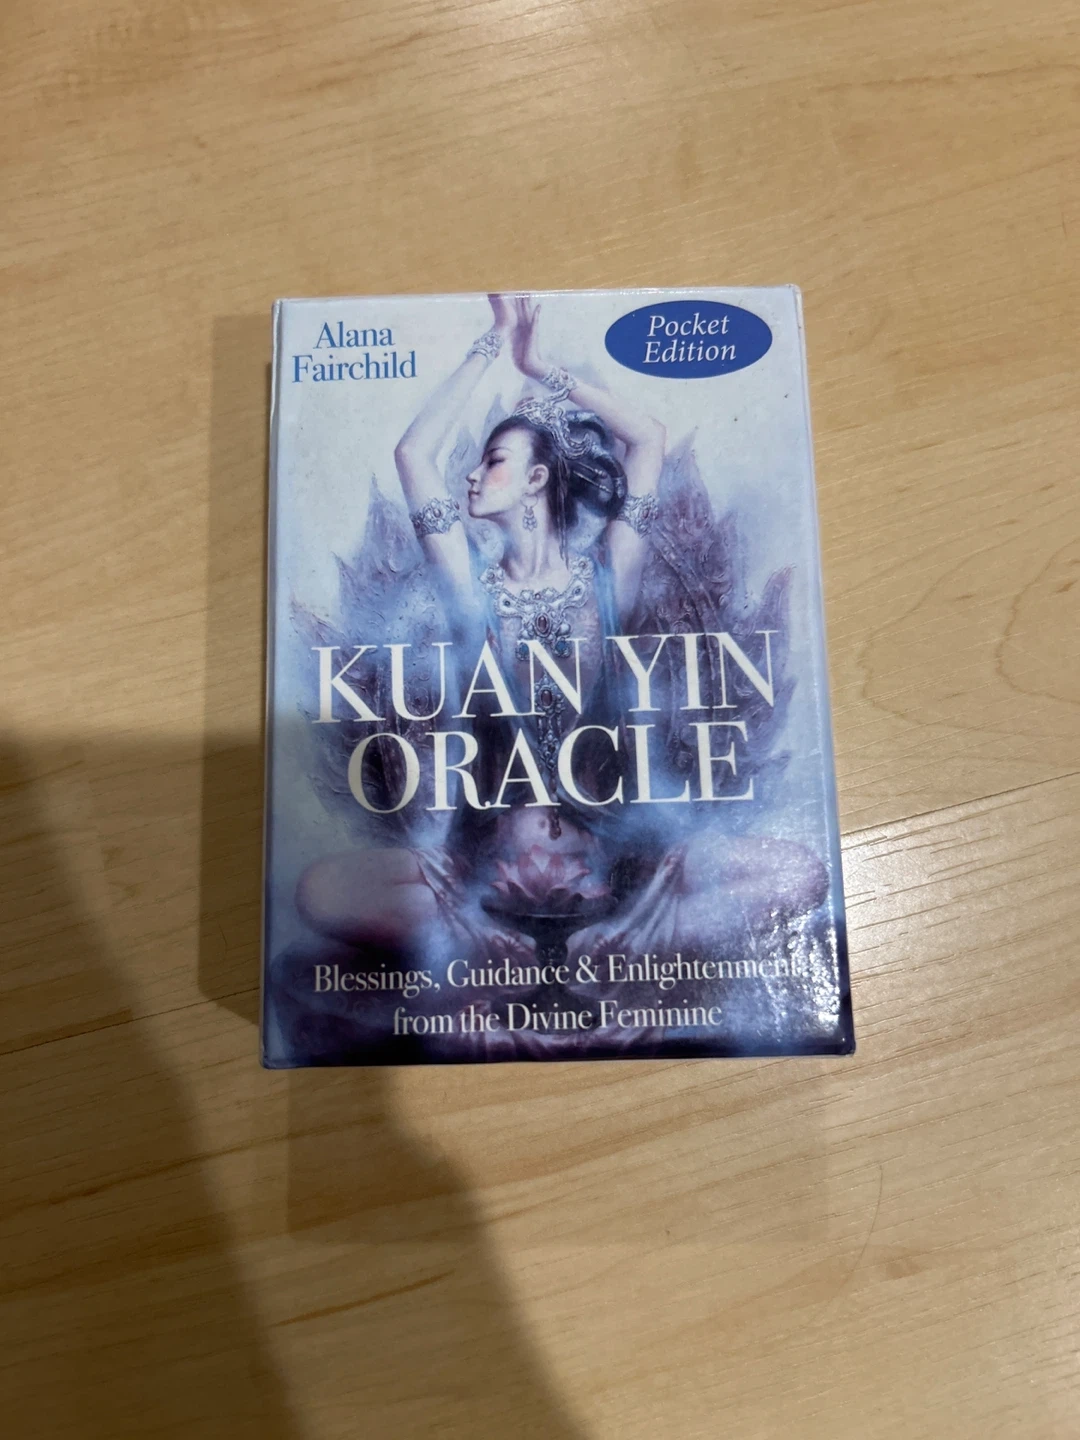 Alana
Fairchild
Pocket
Edition
KUAN YIN
ORACLE
Blessings, Guidance & Enlightenment
from the Divine Feminine